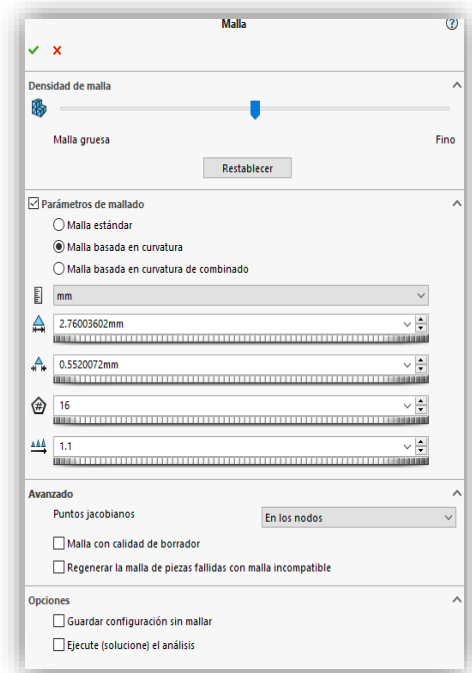 Malla
Densidad de malla
Malla gruesa
Fino
Restablecer
Parámetros de mallado
Malla estándar
Malla basada en curvatura
Malla basada en curvatura de combinado
mm
2.76003602mm
0.5520072mm
16
1.1
Avanzado
Puntos jacobianos
En los nodos
Malla con calidad de borrador
Regenerar la malla de piezas fallidas con malla incompatible
Opciones
Guardar configuración sin mallar
Ejecute (solucione) el análisis